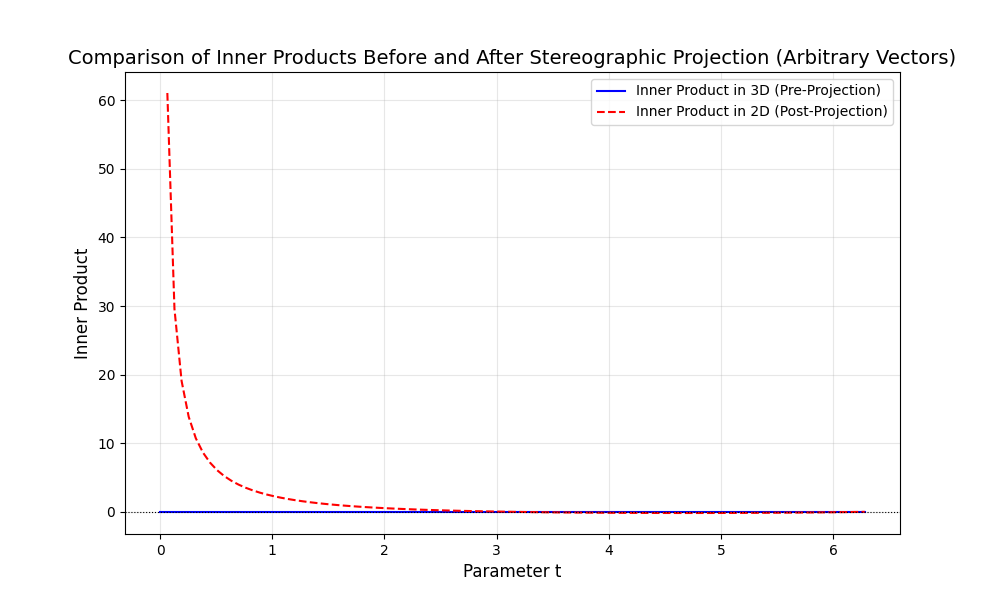 Comparison of Inner Products Before and After Stereographic Projection (Arbitrary Vectors)
Inner Product in 3D (Pre-Projection)
Inner Product in 2D (Post-Projection)
Inner Product
60
50
40
30
20
10
0
0 1 2 3 4 5 6
Parameter t